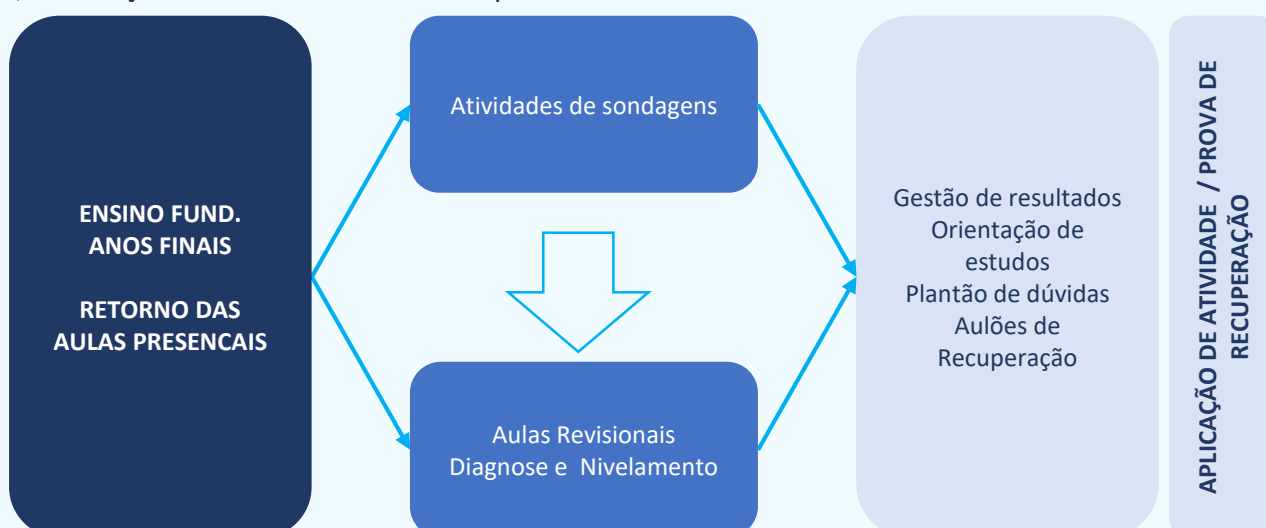 ENSINO FUND.
ANOS FINAIS
RETORNO DAS
AULAS PRESENCAIS
Atividades de sondagens
Aulas Revisionais
Diagnose e Nivelamento
Gestão de resultados
Orientação de
estudos
Plantão de dúvidas
Aulões de
Recuperação
APLICAÇÃO DE ATIVIDADE / PROVA DE
RECUPERAÇÃO